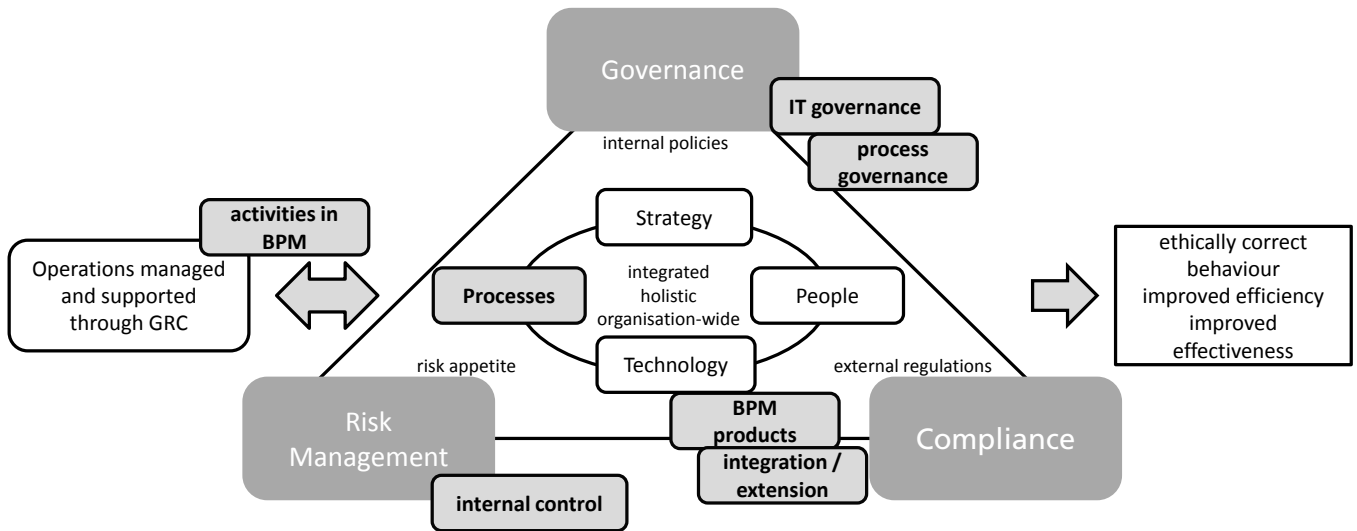 Governance
IT governance
internal policies
process
governance
activities in
BPM
Strategy
Operations managed
and supported
through GRC
Processes
integrated
holistic
organisation-wide
People
ethically correct
behaviour
improved efficiency
improved
effectiveness
risk appetite
Technology
external regulations
Risk
Management
BPM
products
Compliance
integration /
extension
internal control